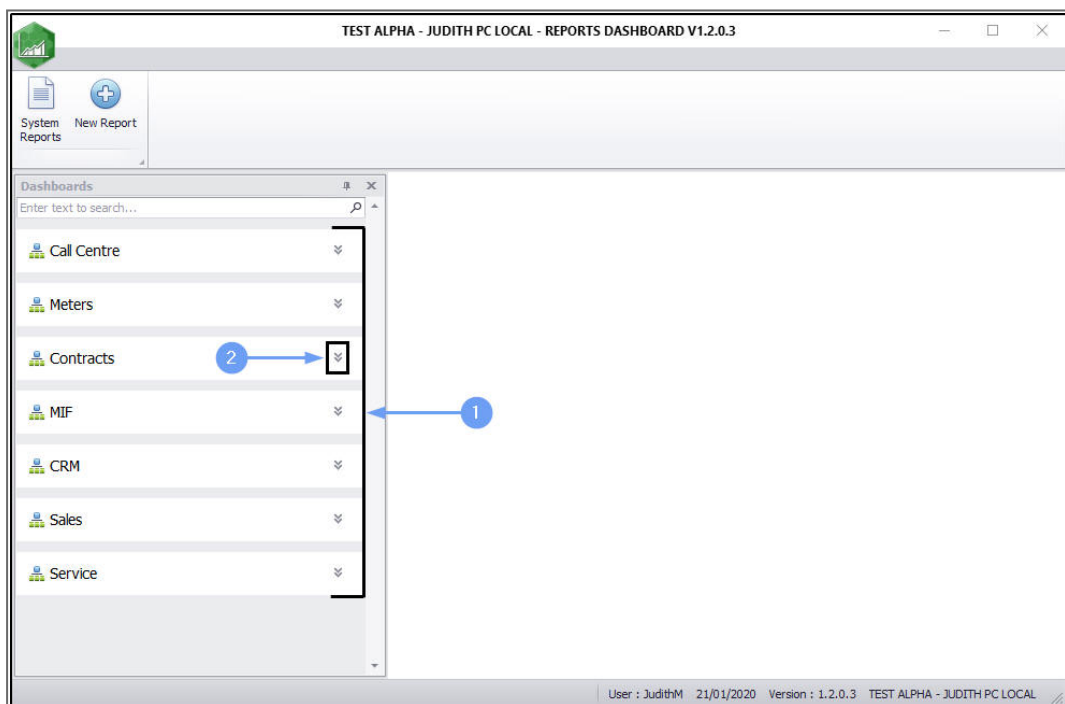 TEST ALPHA - JUDITH PC LOCAL - REPORTS DASHBOARD V1.2.0.3
System Reports
New Report
Dashboards
Enter text to search...
Call Centre
Meters
Contracts
2
MIF
1
CRM
Sales
Service
User : JudithM 21/01/2020 Version : 1.2.0.3 TEST ALPHA - JUDITH PC LOCAL